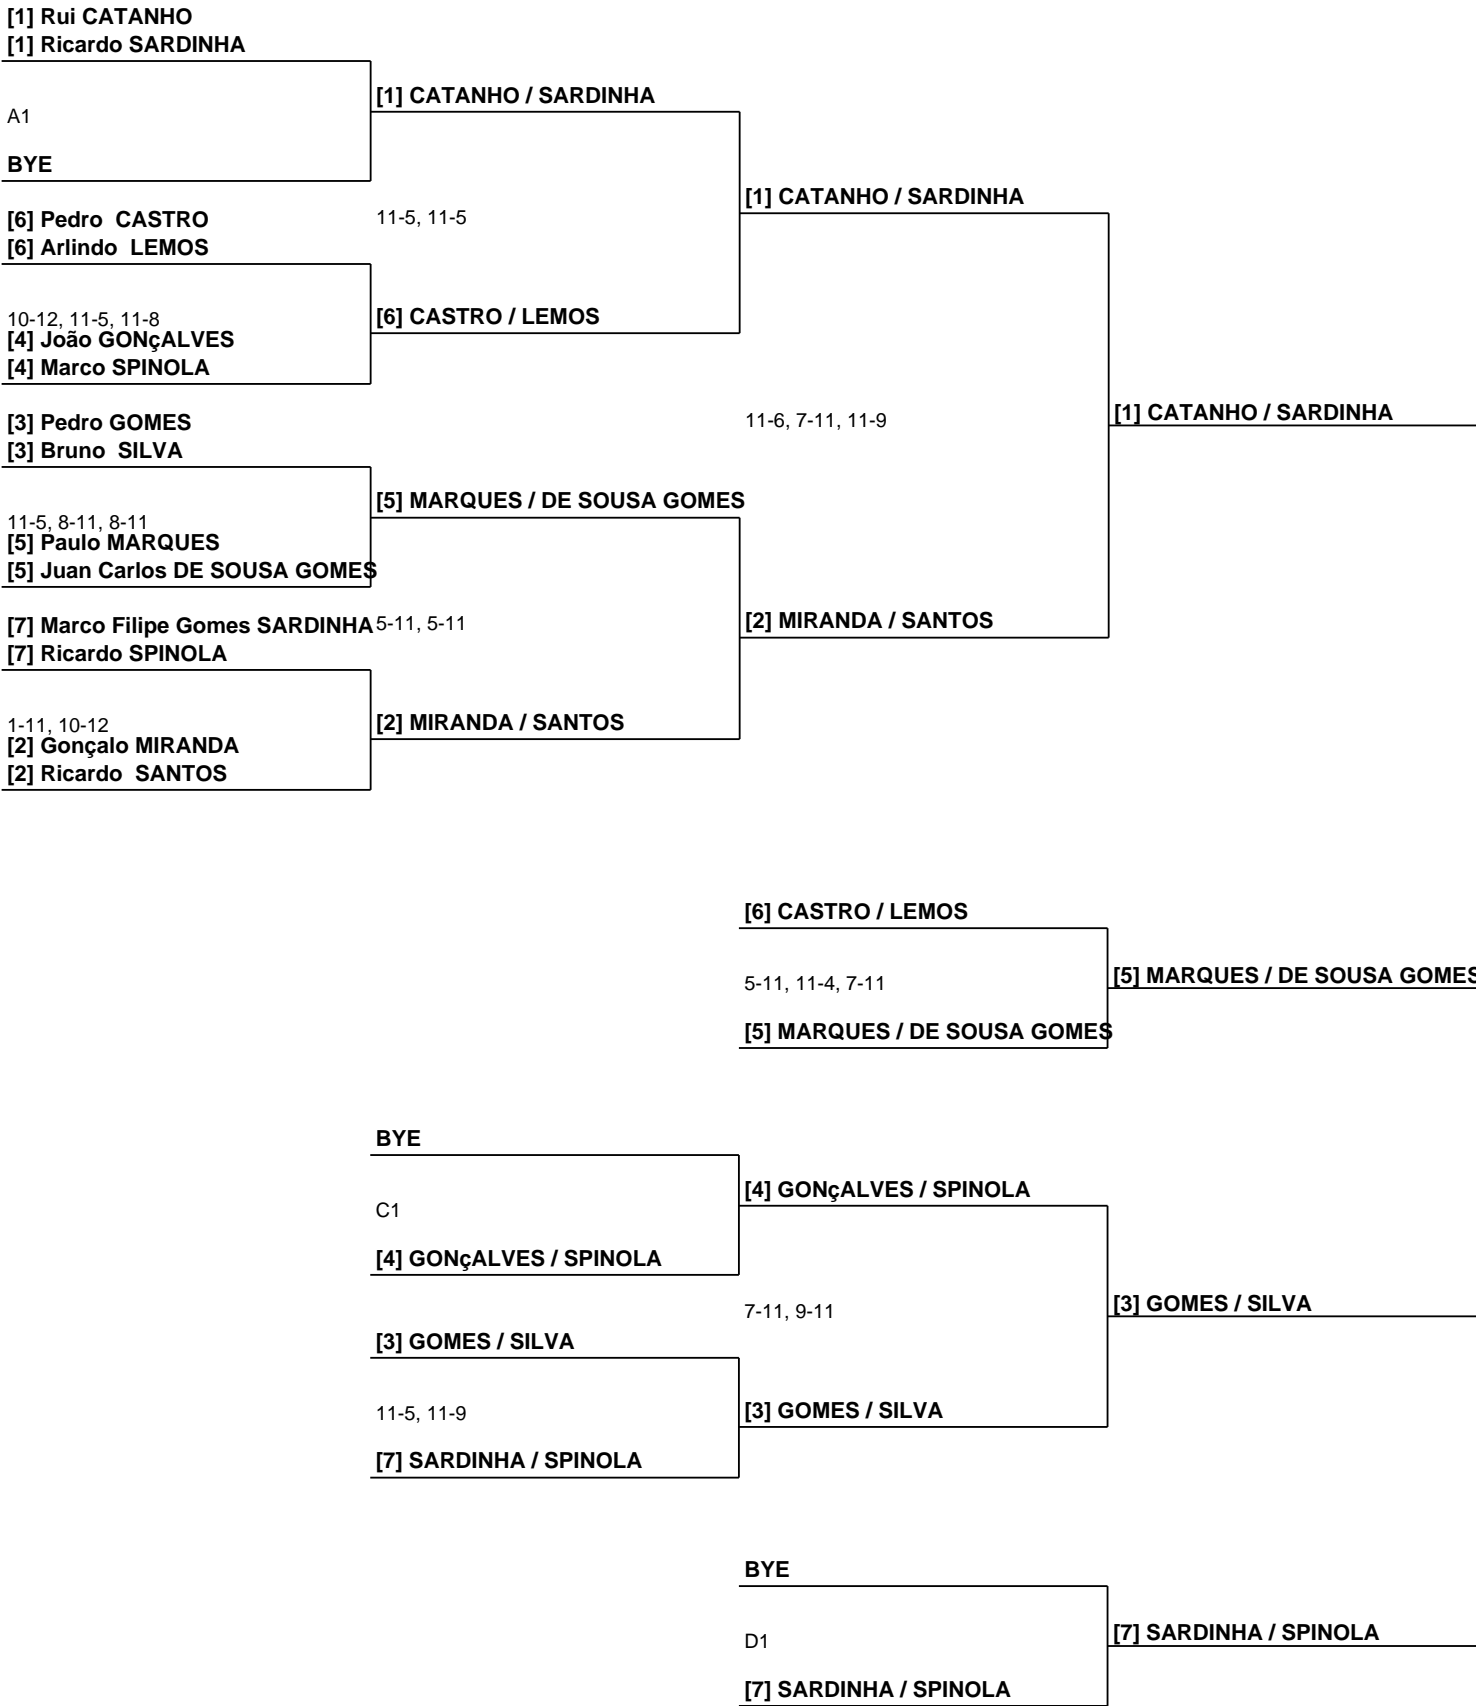 [1] Rui CATANHO
[1] Ricardo SARDINHA
[1] CATANHO / SARDINHA
A1
BYE
[1] CATANHO / SARDINHA
[6] Pedro  CASTRO
11-5, 11-5
[6] Arlindo  LEMOS
10-12, 11-5, 11-8
[6] CASTRO / LEMOS
[4] João GONçALVES
[4] Marco SPINOLA
[3] Pedro GOMES
11-6, 7-11, 11-9
[1] CATANHO / SARDINHA
[3] Bruno  SILVA
[5] MARQUES / DE SOUSA GOMES
11-5, 8-11, 8-11
[5] Paulo MARQUES
[5] Juan Carlos DE SOUSA GOMES
[7] Marco Filipe Gomes SARDINHA
5-11, 5-11
[2] MIRANDA / SANTOS
[7] Ricardo SPINOLA
1-11, 10-12
[2] MIRANDA / SANTOS
[2] Gonçalo MIRANDA
[2] Ricardo  SANTOS
[6] CASTRO / LEMOS
5-11, 11-4, 7-11
[5] MARQUES / DE SOUSA GOMES
[5] MARQUES / DE SOUSA GOMES
BYE
[4] GONçALVES / SPINOLA
C1
[4] GONçALVES / SPINOLA
7-11, 9-11
[3] GOMES / SILVA
[3] GOMES / SILVA
11-5, 11-9
[3] GOMES / SILVA
[7] SARDINHA / SPINOLA
BYE
D1
[7] SARDINHA / SPINOLA
[7] SARDINHA / SPINOLA